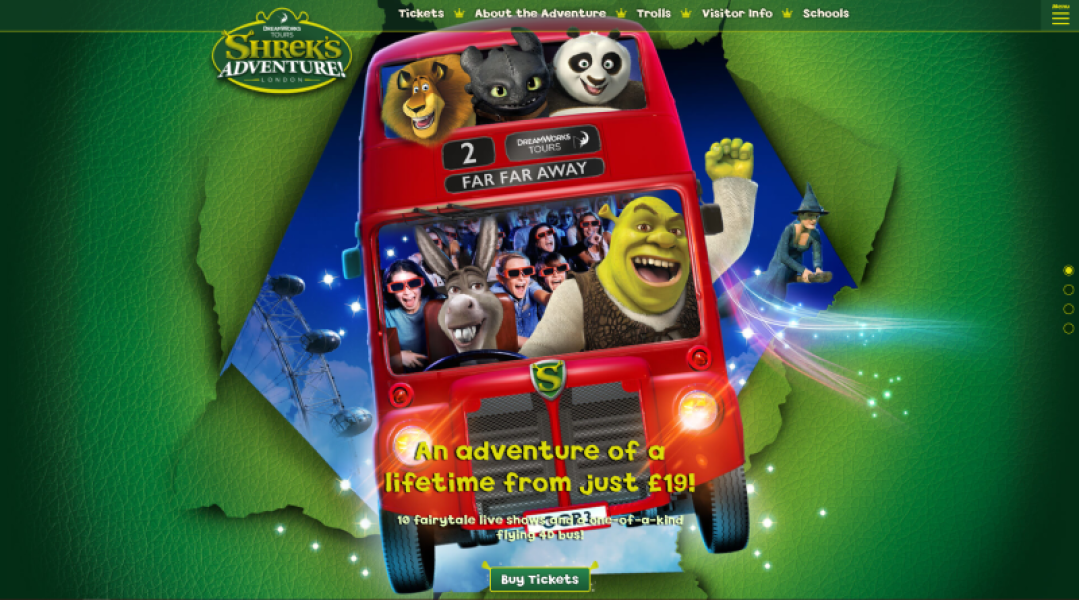 Tickets About the Adventure Trolls Visitor Info Schools
Menu
DREAMWORKS
TOURS
SHREK'S
ADVENTURE!
LONDON
2
DREAMWORKS
TOURS
FAR FAR AWAY
S
An adventure of a
lifetime from just £19!
10 fairytale live shows and a one-of-a-kind
flying 4D bus!
Buy Tickets